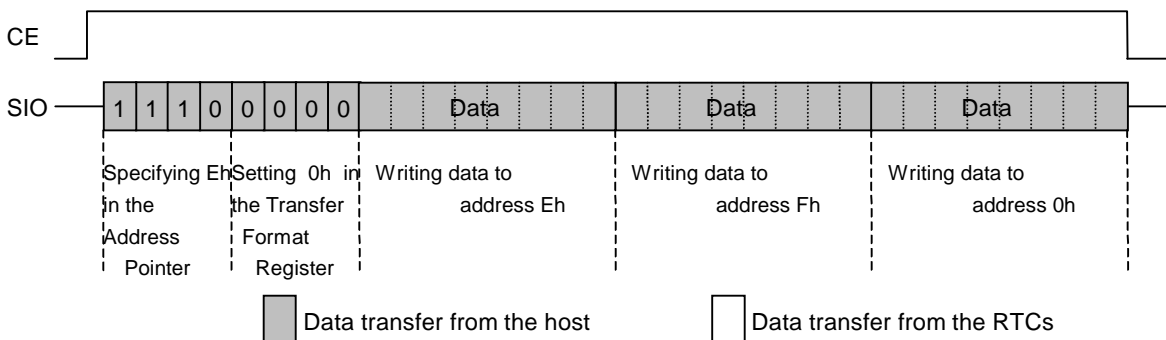 CE
SIO 1 1 1 0 0 0 0 0 Data Data Data
Specifying Eh
in the
Address
Pointer
Setting 0h in
the Transfer
Format
Register
Writing data to
address Eh
Writing data to
address Fh
Writing data to
address 0h
Data transfer from the host
Data transfer from the RTCs